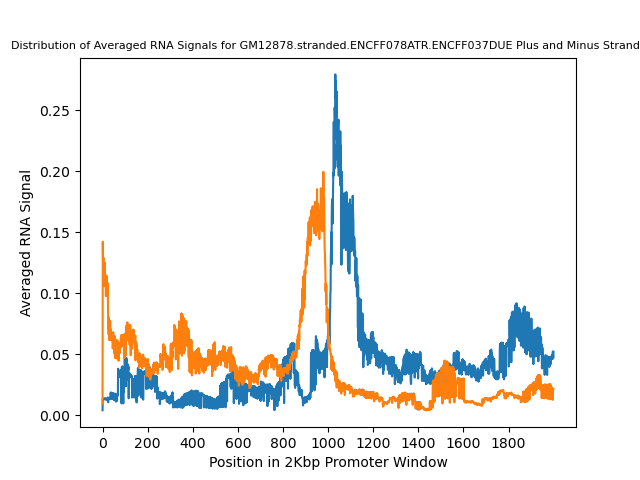 Distribution of Averaged RNA Signals for GM12878.stranded.ENCFF078ATR.ENCFF037DUE Plus and Minus Strand
0.25
0.20
0.15
0.10
0.05
0.00
Averaged RNA Signal
0 200 400 600 800 1000 1200 1400 1600 1800
Position in 2Kbp Promoter Window